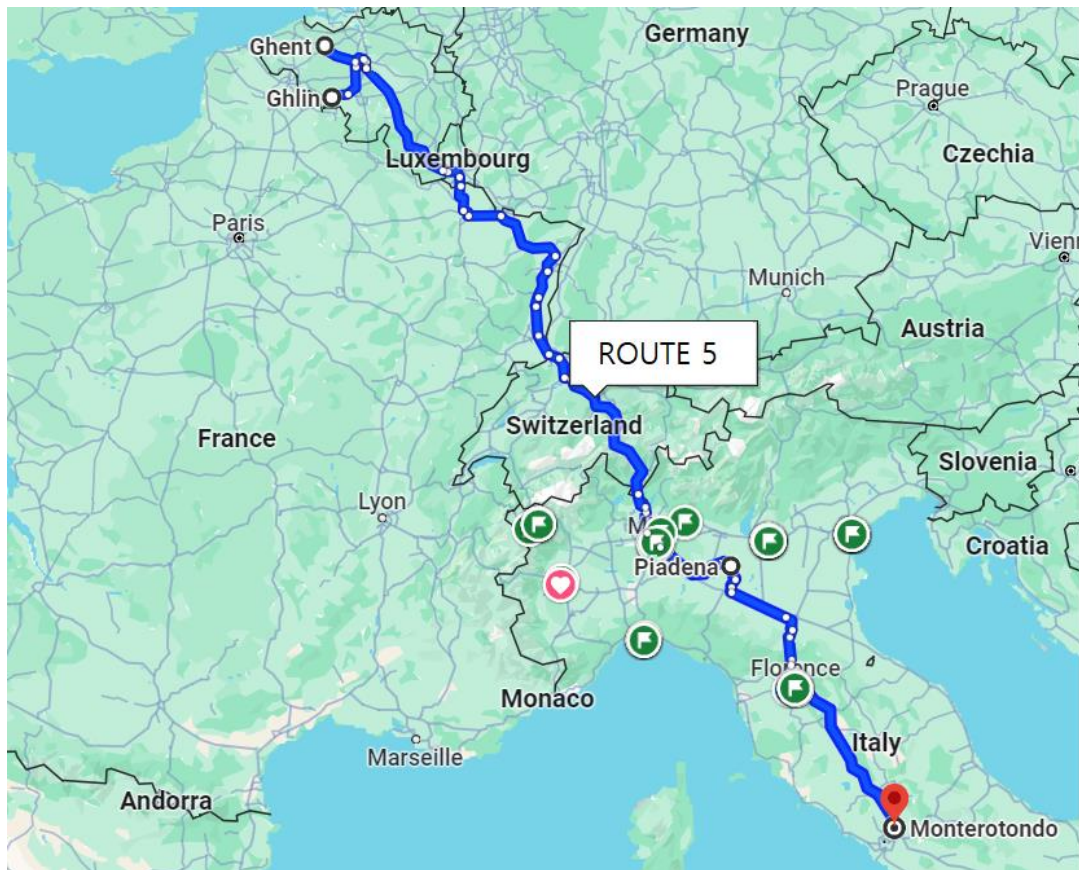 Ghent
Germany
Prague
Ghlin
Czechia
Luxembourg
Paris
Munich
Austria
ROUTE 5
Switzerland
France
Slovenia
Lyon
Croatia
Piadena
Florence
Monaco
Italy
Marseille
Andorra
Monterotondo